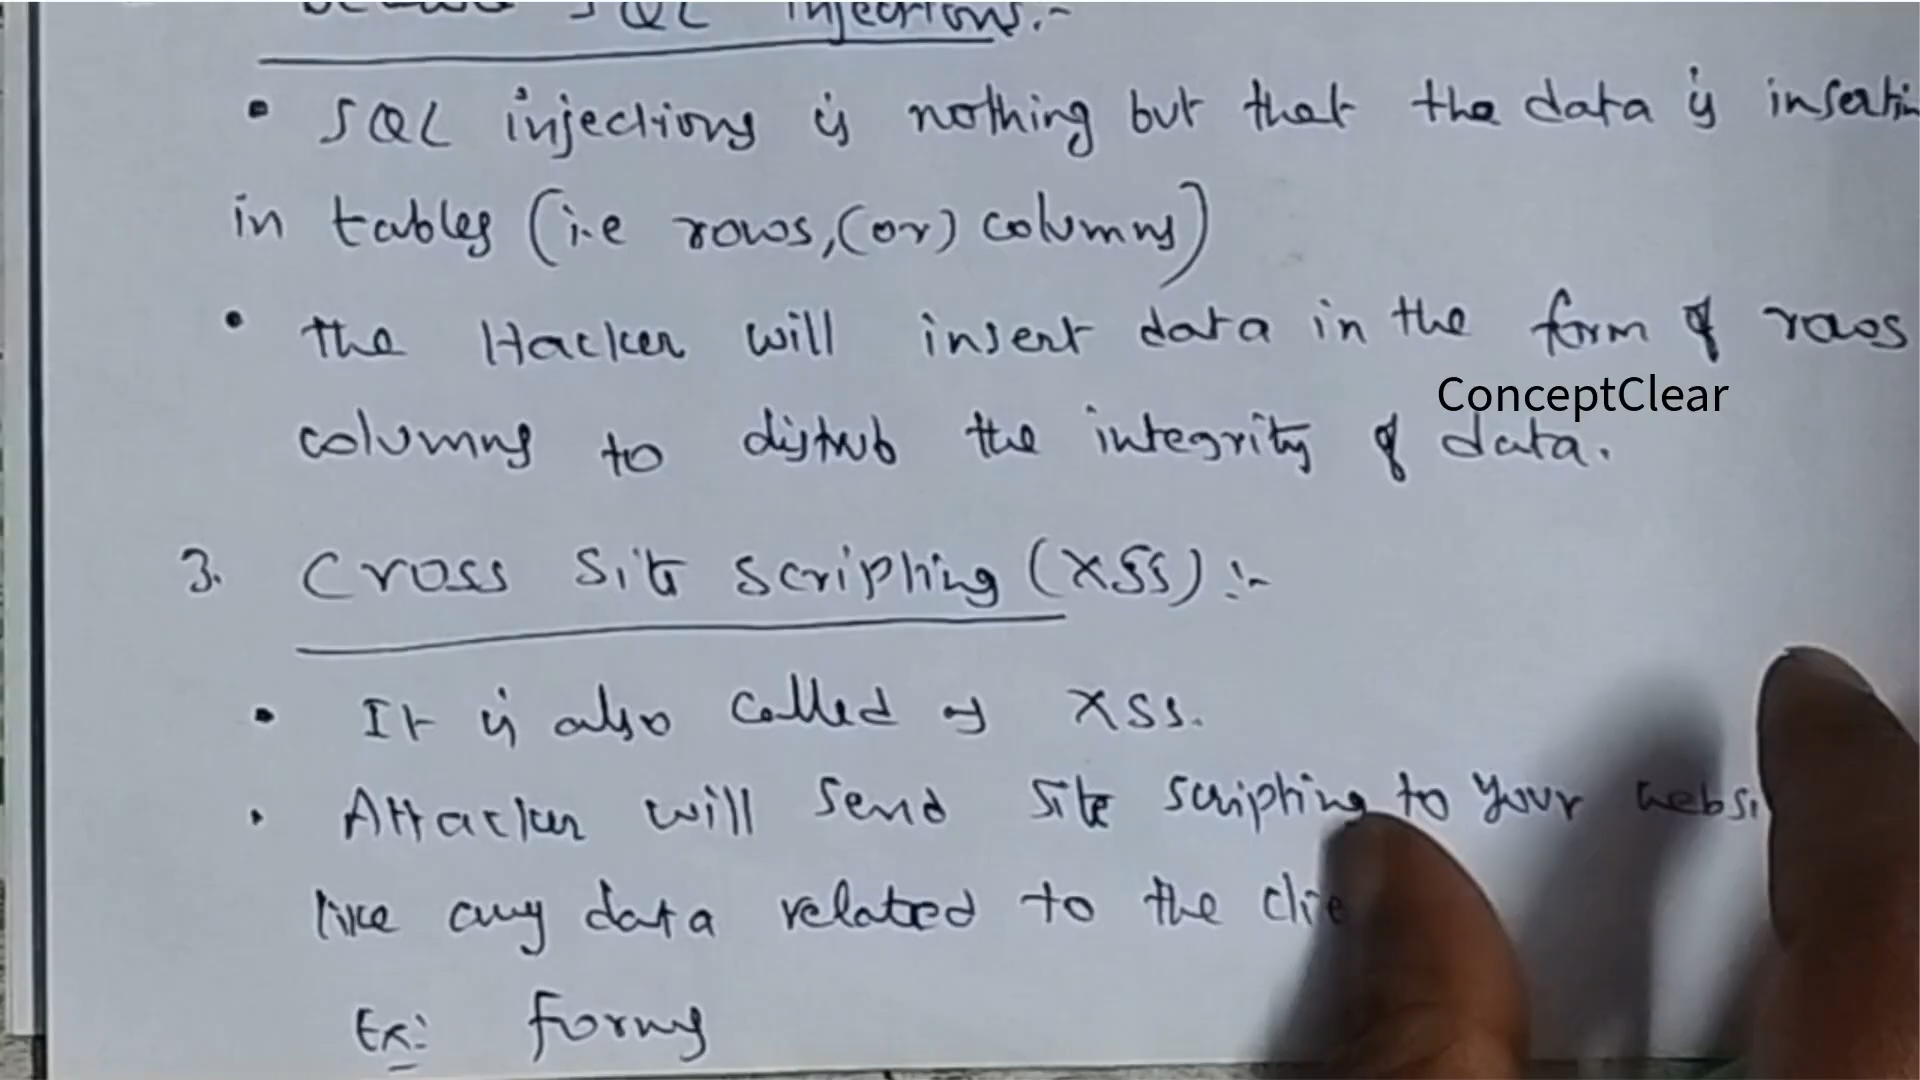 SQL injections:-
• SQL injections is nothing but that the data is
in tables (i.e rows,(or) columns)
• the Hacker will insert data in the form of rows
ConceptClear
columns to distrub the integrity of data.
3. Cross Site Scripting (XSS) :-
• It is also called as XSS.
• Attacker will send Site scripting to your
like any data related to the
Ex: Forms